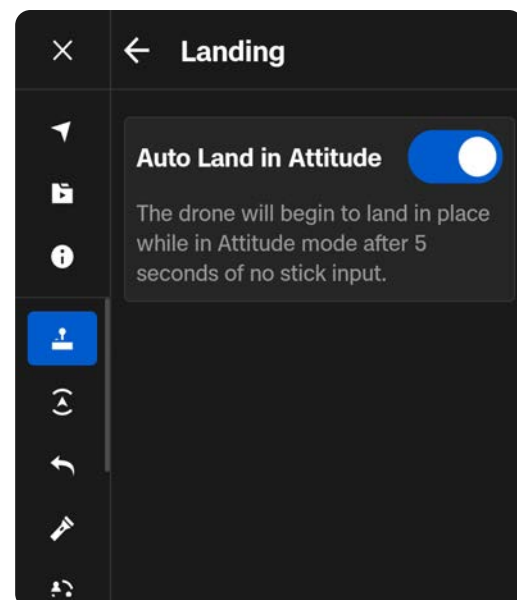 Landing
Auto Land in Attitude
The drone will begin to land in place
while in Attitude mode after 5
seconds of no stick input.